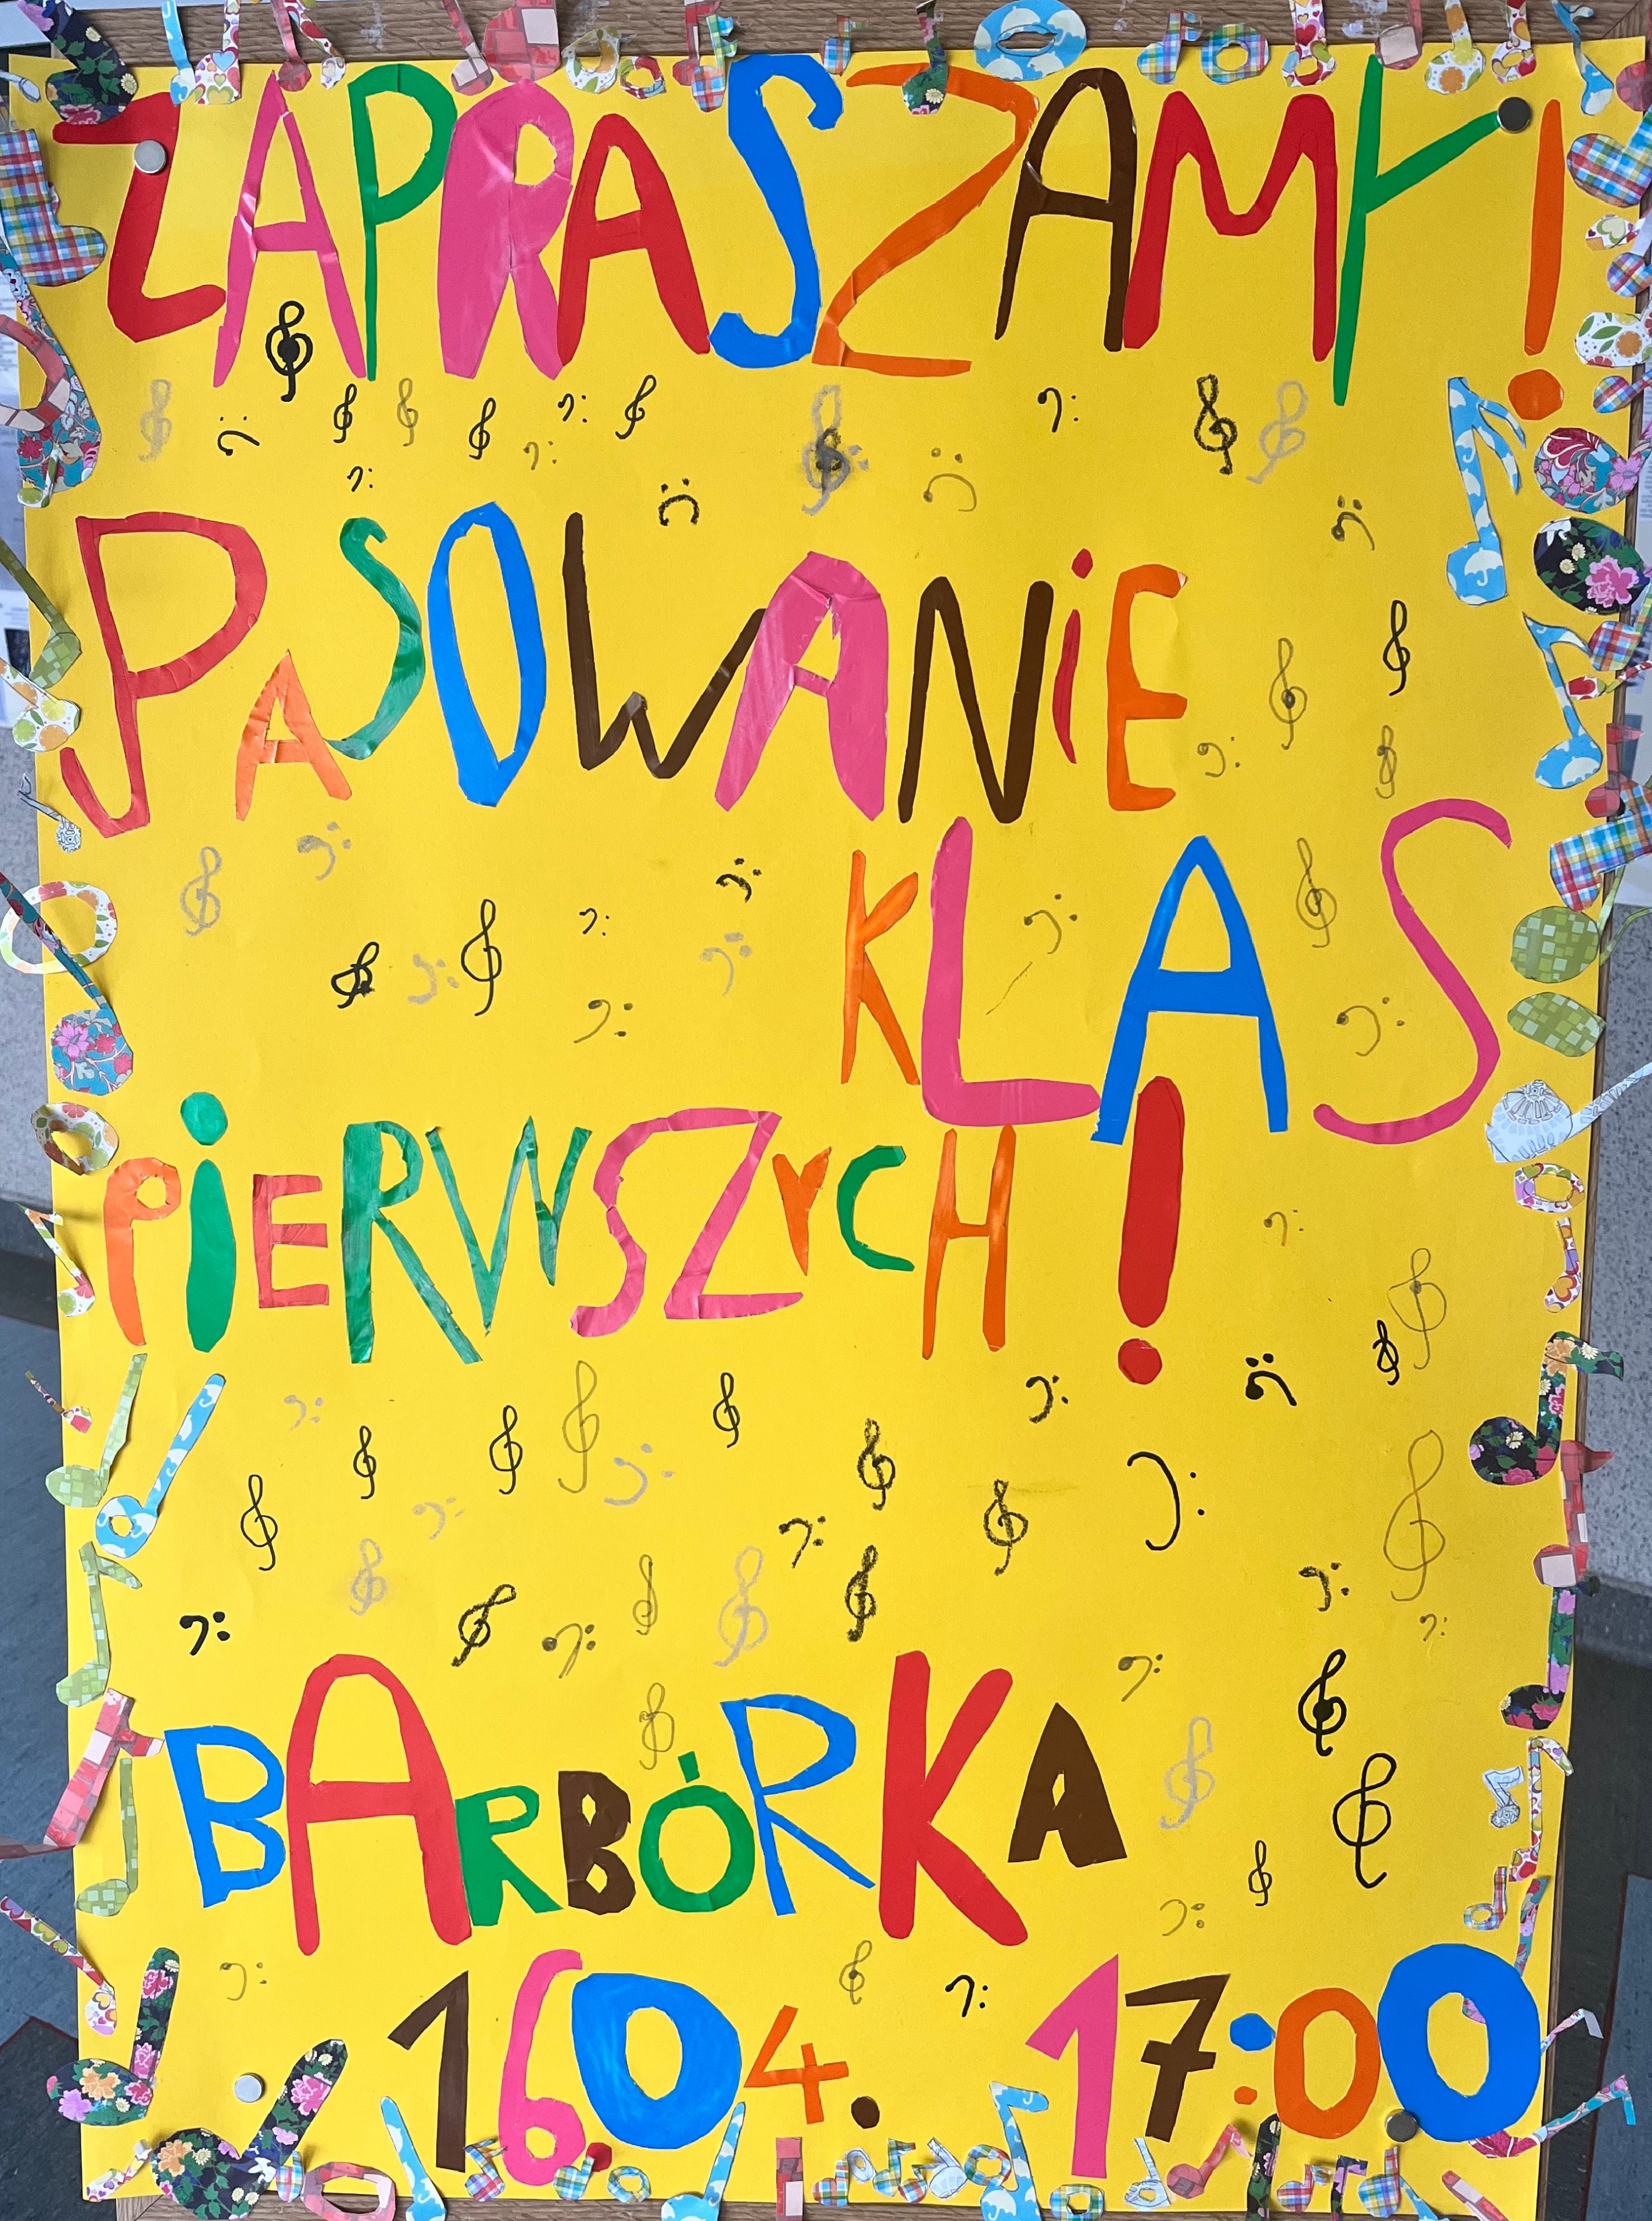 ZAPRASZAMY!
PASOWANiE
KLAS
PiERWSZYCH!
BARBÓRKA
16.04. 17:00